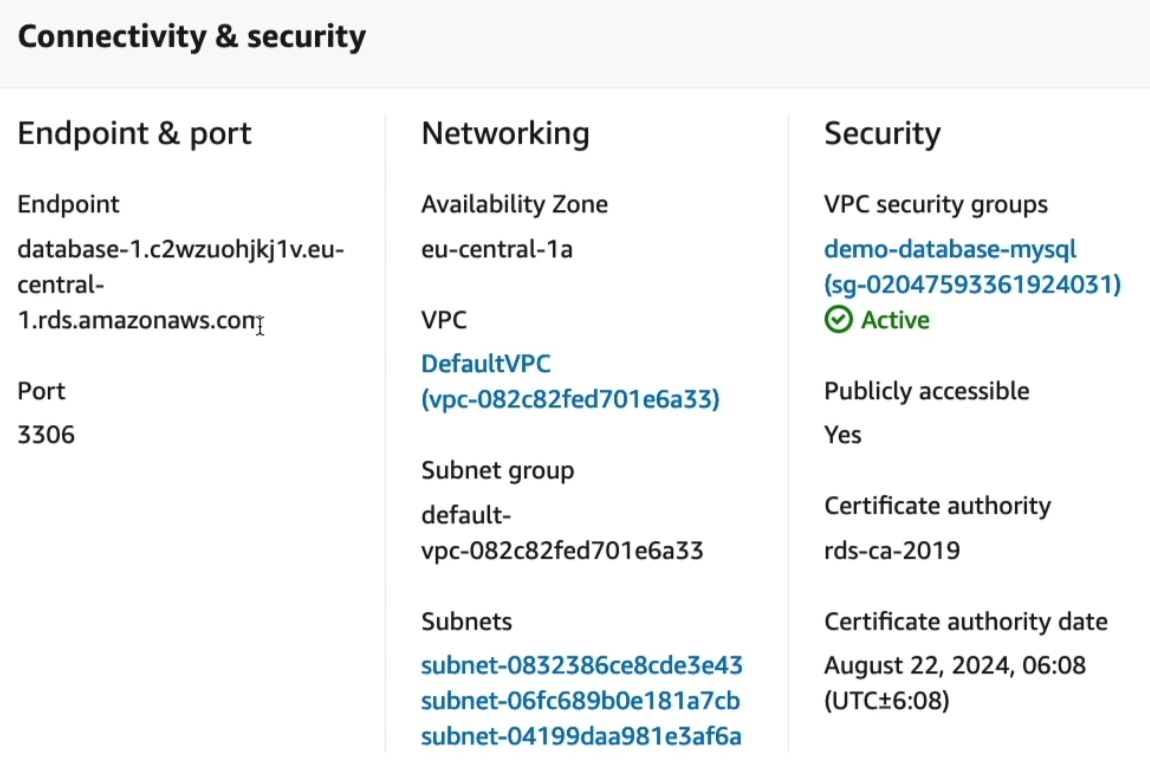 Connectivity & security
Endpoint & port
Endpoint
database-1.c2wzuohjkj1v.eu-
central-
1.rds.amazonaws.com
Port
3306
Networking
Availability Zone
eu-central-1a
VPC
DefaultVPC
(vpc-082c82fed701e6a33)
Subnet group
default-
vpc-082c82fed701e6a33
Subnets
subnet-0832386ce8cde3e43
subnet-06fc689b0e181a7cb
subnet-04199daa981e3af6a
Security
VPC security groups
demo-database-mysql
(sg-02047593361924031)
Active
Publicly accessible
Yes
Certificate authority
rds-ca-2019
Certificate authority date
August 22, 2024, 06:08
(UTC±6:08)